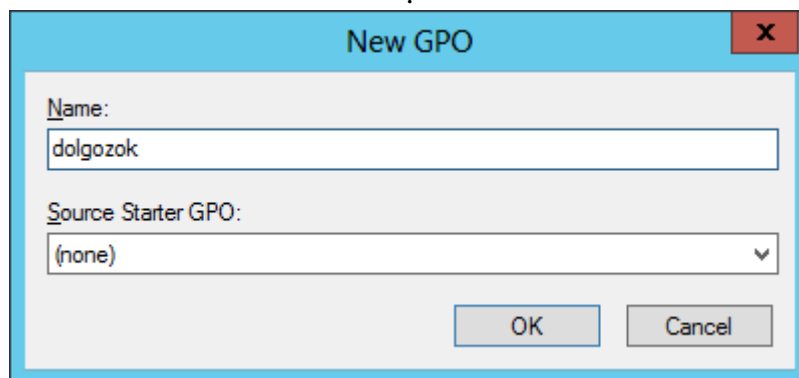 New GPO
x
Name:
dolgozok
Source Starter GPO:
(none)
OK Cancel